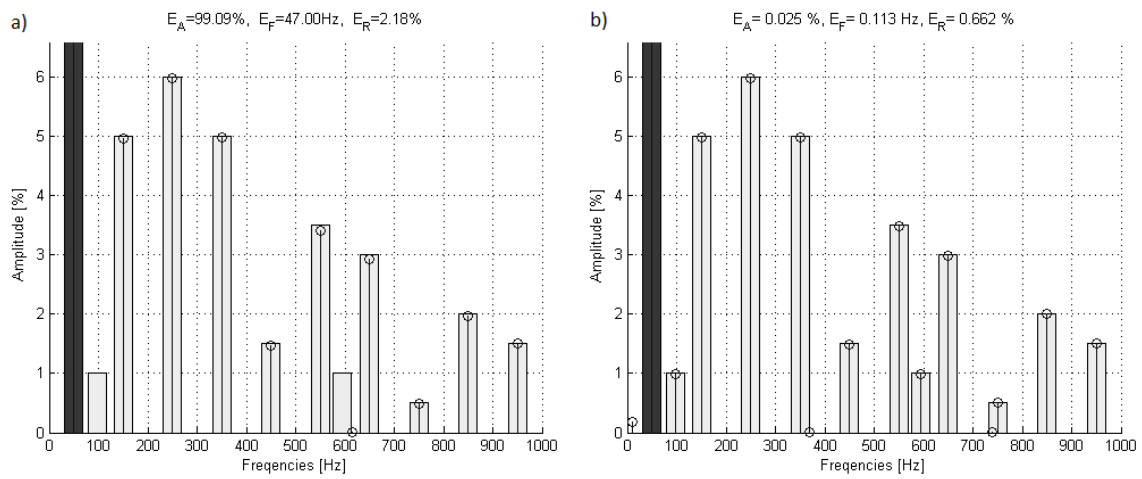 a)
E_A=99.09%, E_F=47.00Hz, E_R=2.18%
6
5
4
3
2
1
0
Amplitude [%]
100 200 300 400 500 600 700 800 900 1000
Freqencies [Hz]
b)
E_A= 0.025 %, E_F= 0.113 Hz, E_R= 0.662 %
6
5
4
3
2
1
0
Amplitude [%]
0 100 200 300 400 500 600 700 800 900 1000
Freqencies [Hz]